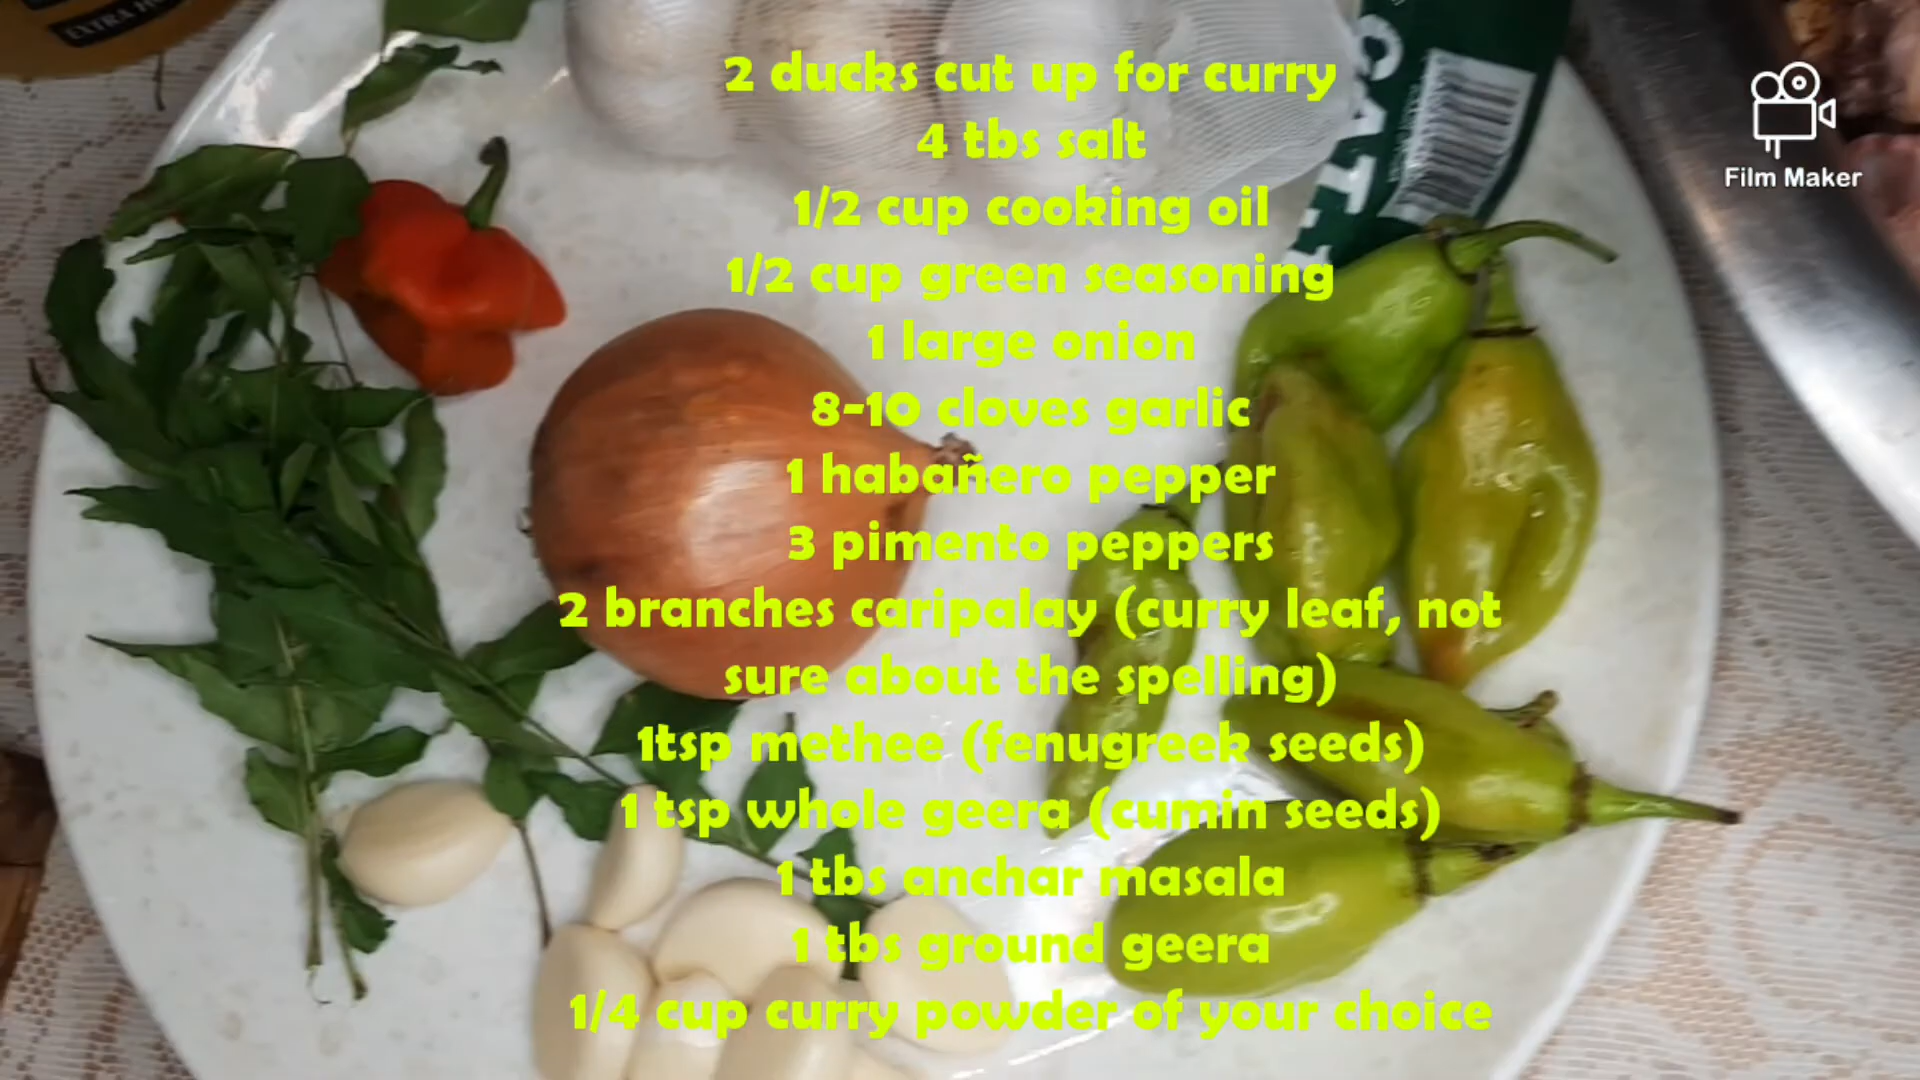 EXTRA H
CAT.
2 ducks cut up for curry
4 tbs salt
1/2 cup cooking oil
1/2 cup green seasoning
1 large onion
8-10 cloves garlic
1 habañero pepper
3 pimento peppers
2 branches caripalay (curry leaf, not
sure about the spelling)
1tsp methee (fenugreek seeds)
1 tsp whole geera (cumin seeds)
1 tbs anchar masala
1 tbs ground geera
1/4 cup curry powder of your choice
Film Maker